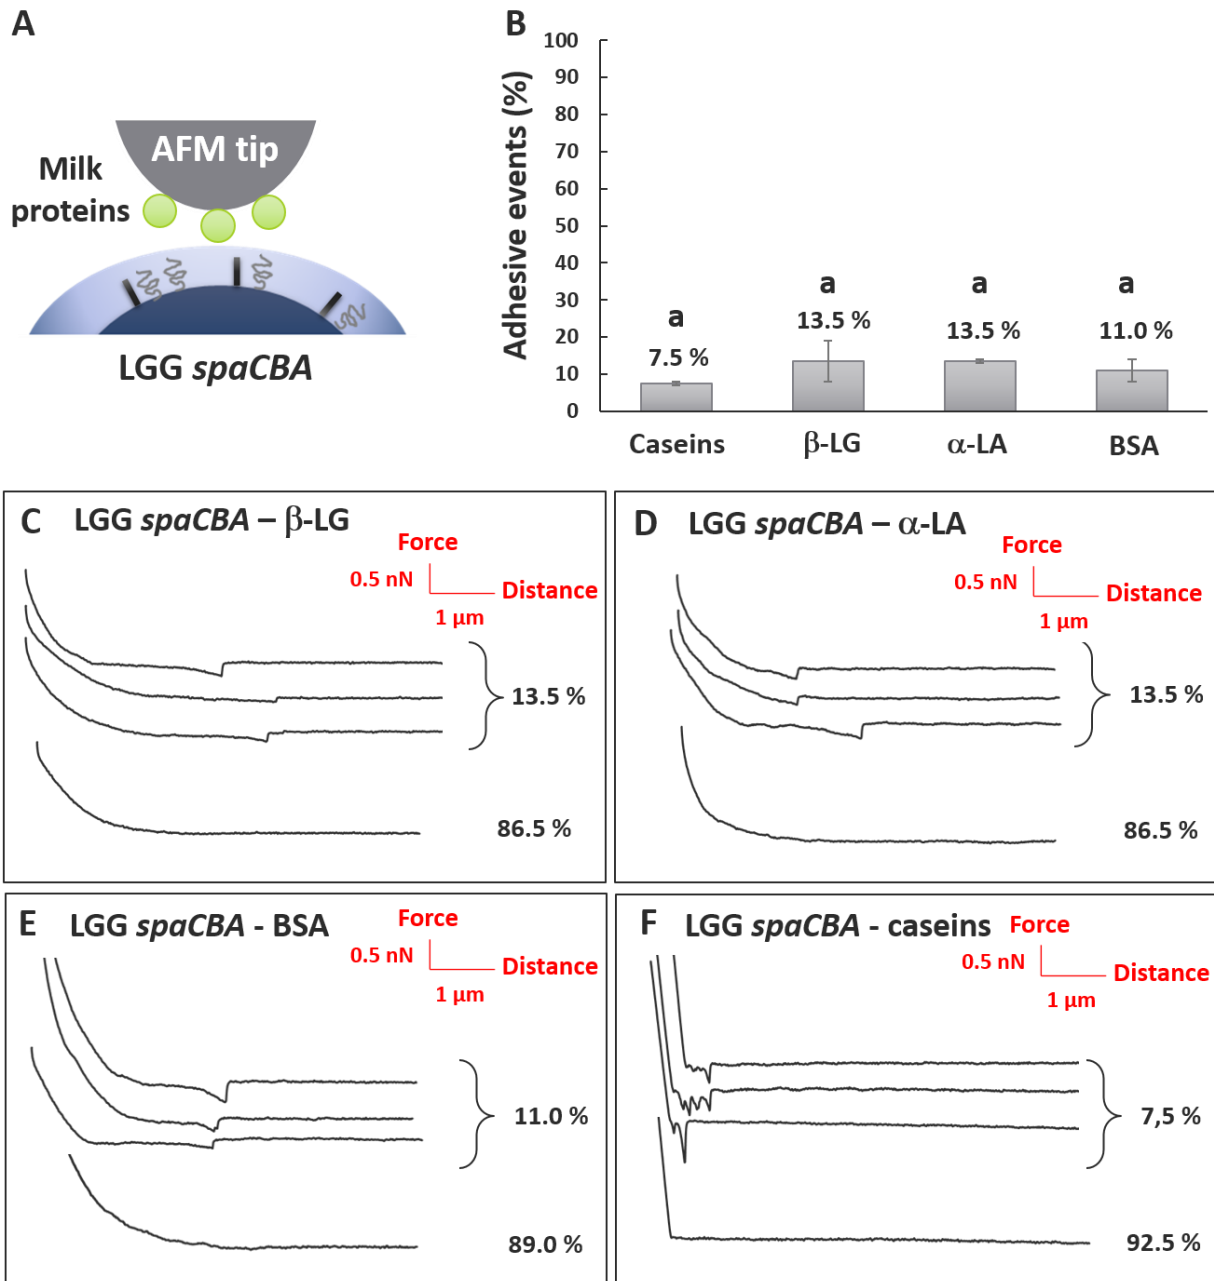 A
AFM tip
Milk
proteins
LGG spaCBA
B
Adhesive events (%)
100
90
80
70
60
50
40
30
20
10
0
a
7.5 %
a
13.5 %
a
13.5 %
a
11.0 %
Caseins
β-LG
α-LA
BSA
C LGG spaCBA – β-LG
Force
0.5 nN
Distance
1 µm
13.5 %
86.5 %
D LGG spaCBA – α-LA
Force
0.5 nN
Distance
1 µm
13.5 %
86.5 %
E LGG spaCBA - BSA
Force
0.5 nN
Distance
1 µm
11.0 %
89.0 %
F LGG spaCBA - caseins
Force
0.5 nN
Distance
1 µm
7,5 %
92.5 %